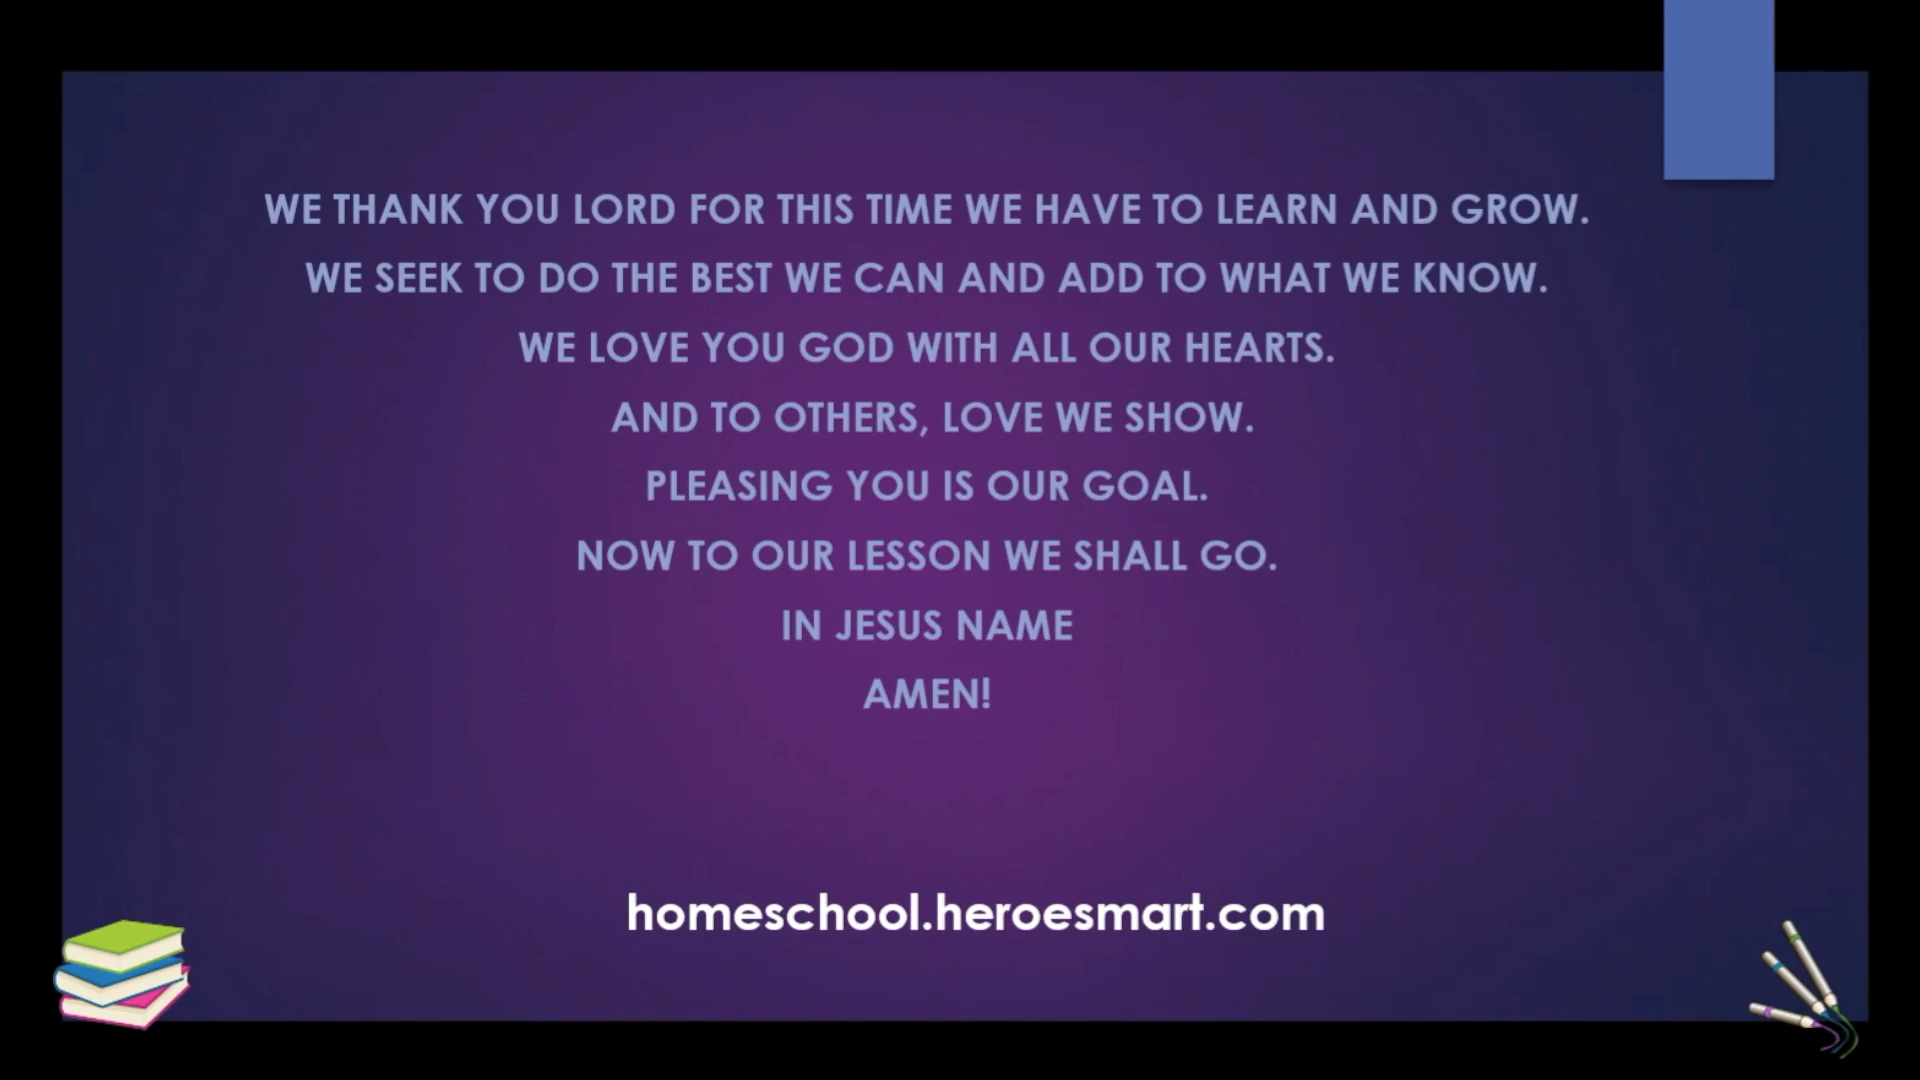 WE THANK YOU LORD FOR THIS TIME WE HAVE TO LEARN AND GROW.
WE SEEK TO DO THE BEST WE CAN AND ADD TO WHAT WE KNOW.
WE LOVE YOU GOD WITH ALL OUR HEARTS.
AND TO OTHERS, LOVE WE SHOW.
PLEASING YOU IS OUR GOAL.
NOW TO OUR LESSON WE SHALL GO.
IN JESUS NAME
AMEN!
homeschool.heroesmart.com